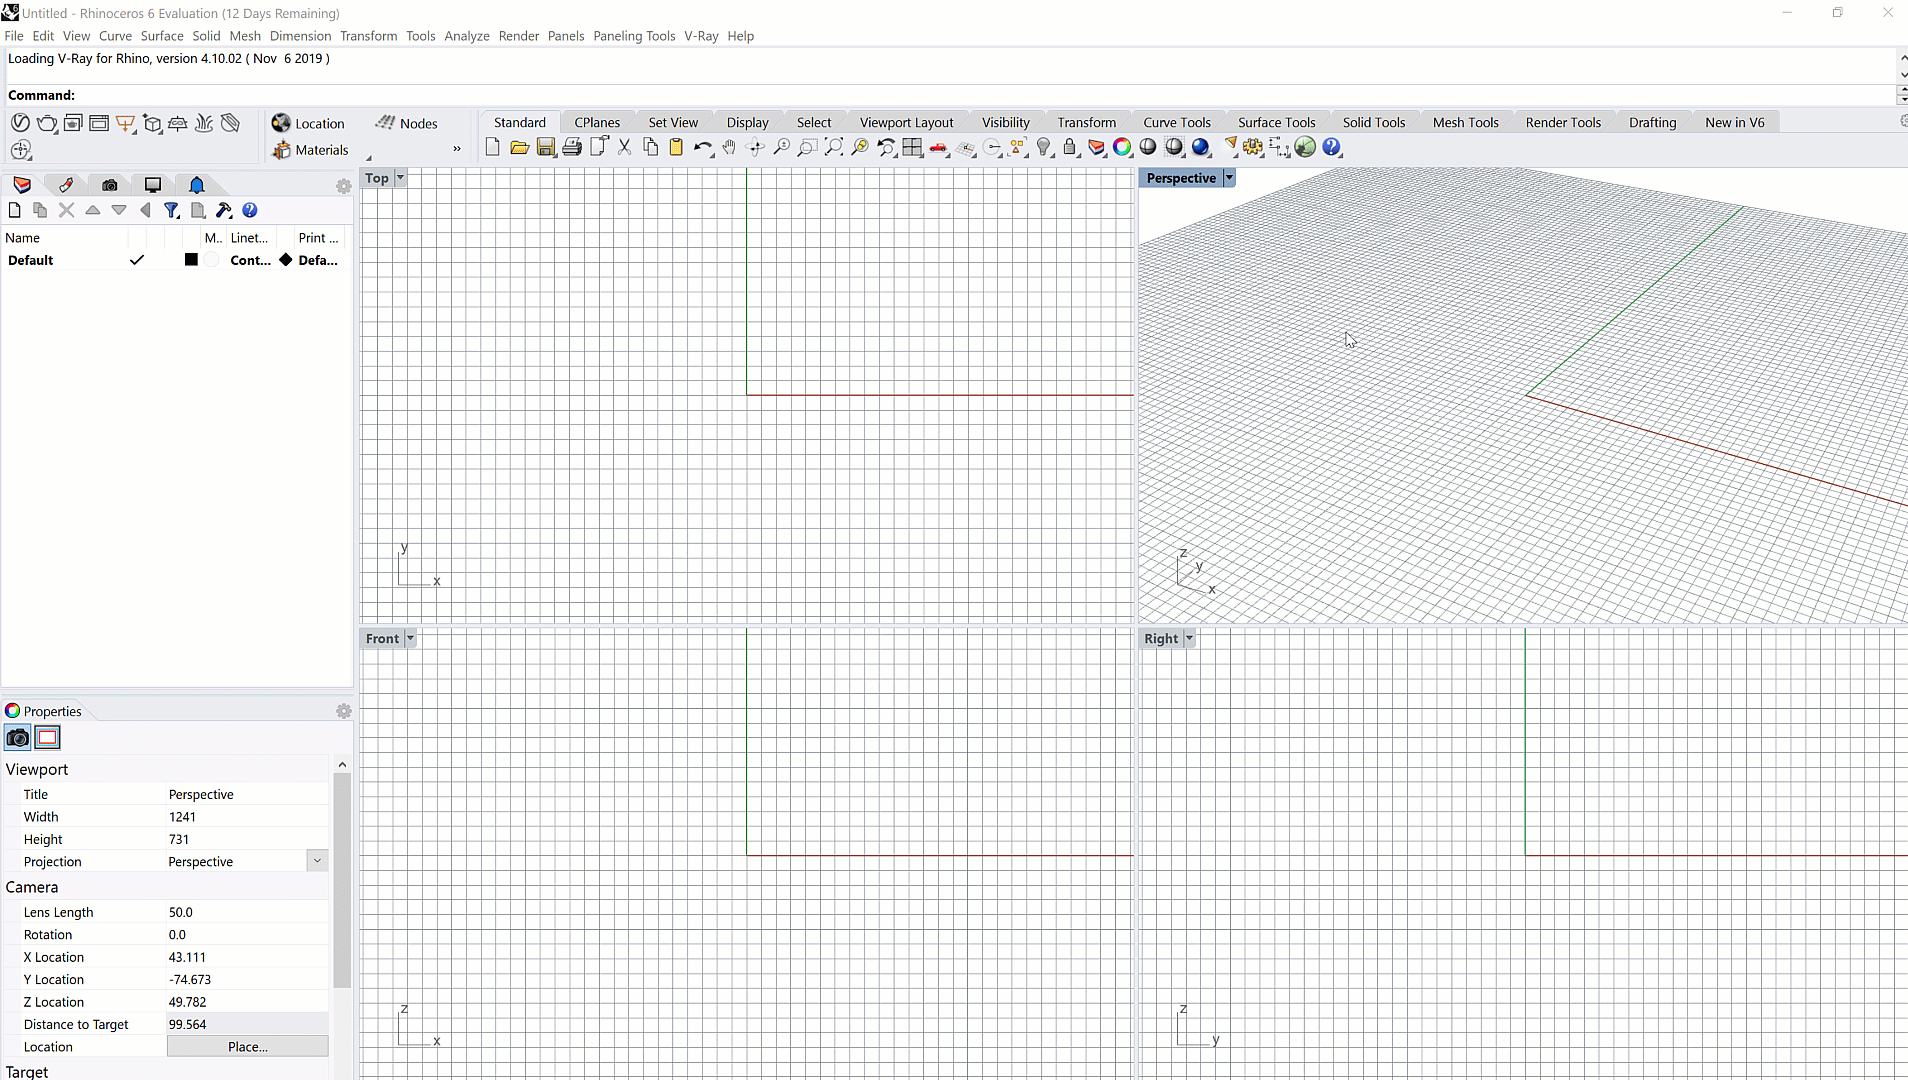 Untitled - Rhinoceros 6 Evaluation (12 Days Remaining)
File Edit View Curve Surface Solid Mesh Dimension Transform Tools Analyze Render Panels Paneling Tools V-Ray Help
Loading V-Ray for Rhino, version 4.10.02 ( Nov 6 2019 )
Command:
Location Nodes
Materials »
Standard CPlanes Set View Display Select Viewport Layout Visibility Transform Curve Tools Surface Tools Solid Tools Mesh Tools Render Tools Drafting New in V6
Name M.. Linet... Print ...
Default Cont... Defa...
Top
y
x
Perspective
z
y
x
Front
z
x
Right
z
y
Properties
Viewport
Title Perspective
Width 1241
Height 731
Projection Perspective
Camera
Lens Length 50.0
Rotation 0.0
X Location 43.111
Y Location -74.673
Z Location 49.782
Distance to Target 99.564
Location Place...
Target